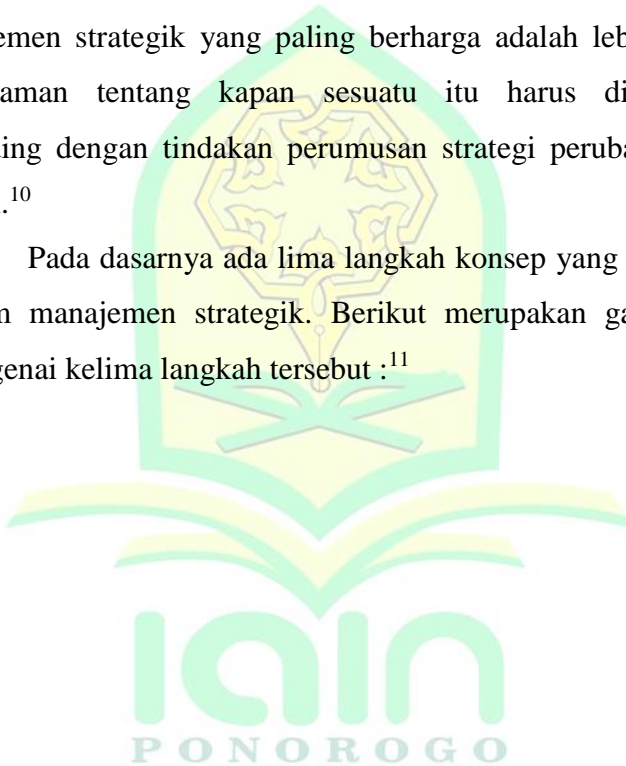 emen strategik yang paling berharga adalah leb
aman tentang kapan sesuatu itu harus di
ing dengan tindakan perumusan strategi peruba
.10
Pada dasarnya ada lima langkah konsep yang
m manajemen strategik. Berikut merupakan ga
genai kelima langkah tersebut :11
iain
PONOROGO